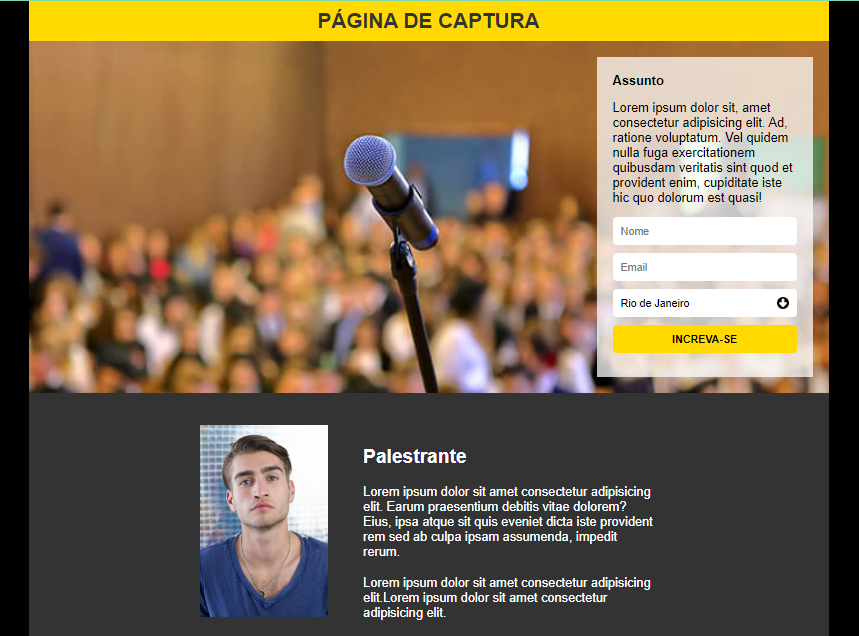 PÁGINA DE CAPTURA
Assunto
Lorem ipsum dolor sit, amet
consectetur adipisicing elit. Ad,
ratione voluptatum. Vel quidem
nulla fuga exercitationem
quibusdam veritatis sint quod et
provident enim, cupiditate iste
hic quo dolorum est quasi!
Nome
Email
Rio de Janeiro
INCREVA-SE
Palestrante
Lorem ipsum dolor sit amet consectetur adipisicing
elit. Earum praesentium debitis vitae dolorem?
Eius, ipsa atque sit quis eveniet dicta iste provident
rem sed ab culpa ipsam assumenda, impedit
rerum.
Lorem ipsum dolor sit amet consectetur adipisicing
elit.Lorem ipsum dolor sit amet consectetur
adipisicing elit.